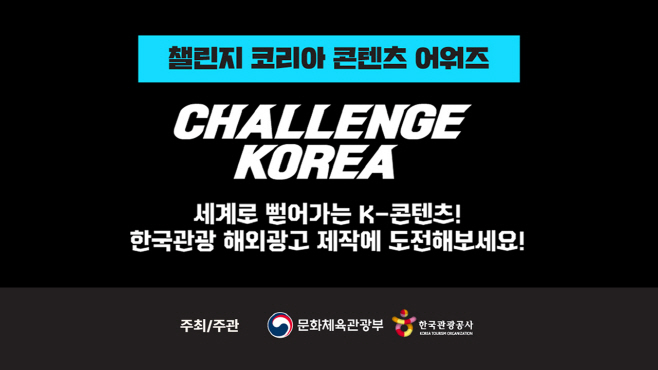 챌린지 코리아 콘텐츠 어워즈
CHALLENGE
KOREA
세계로 뻗어가는 K-콘텐츠!
한국관광 해외광고 제작에 도전해보세요!
주최/주관 문화체육관광부 한국관광공사
KOREA TOURISM ORGANIZATION